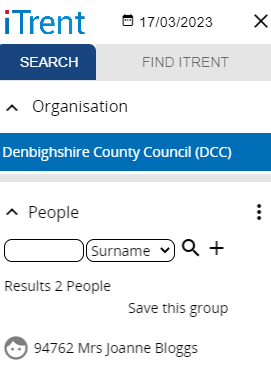 iTrent
17/03/2023
SEARCH FIND ITRENT
Organisation
Denbighshire County Council (DCC)
People
Surname
Results 2 People
Save this group
94762 Mrs Joanne Bloggs